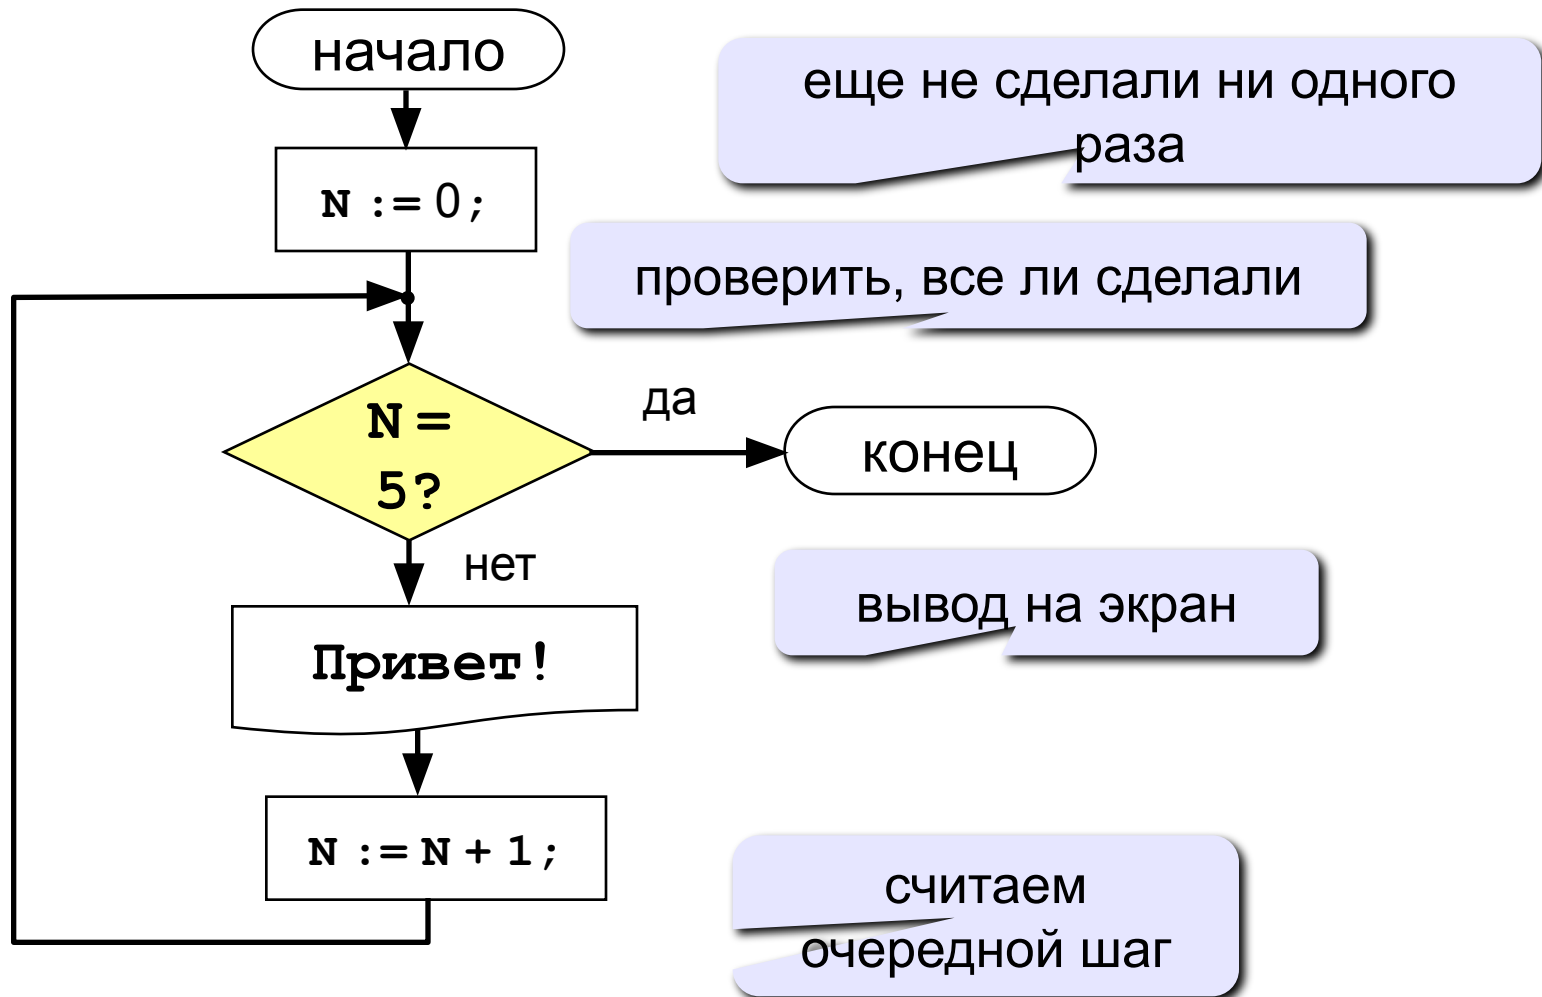 начало
еще не сделали ни одного
раза
N := 0;
проверить, все ли сделали
N =
5?
да
конец
нет
вывод на экран
Привет!
N := N + 1;
считаем
очередной шаг